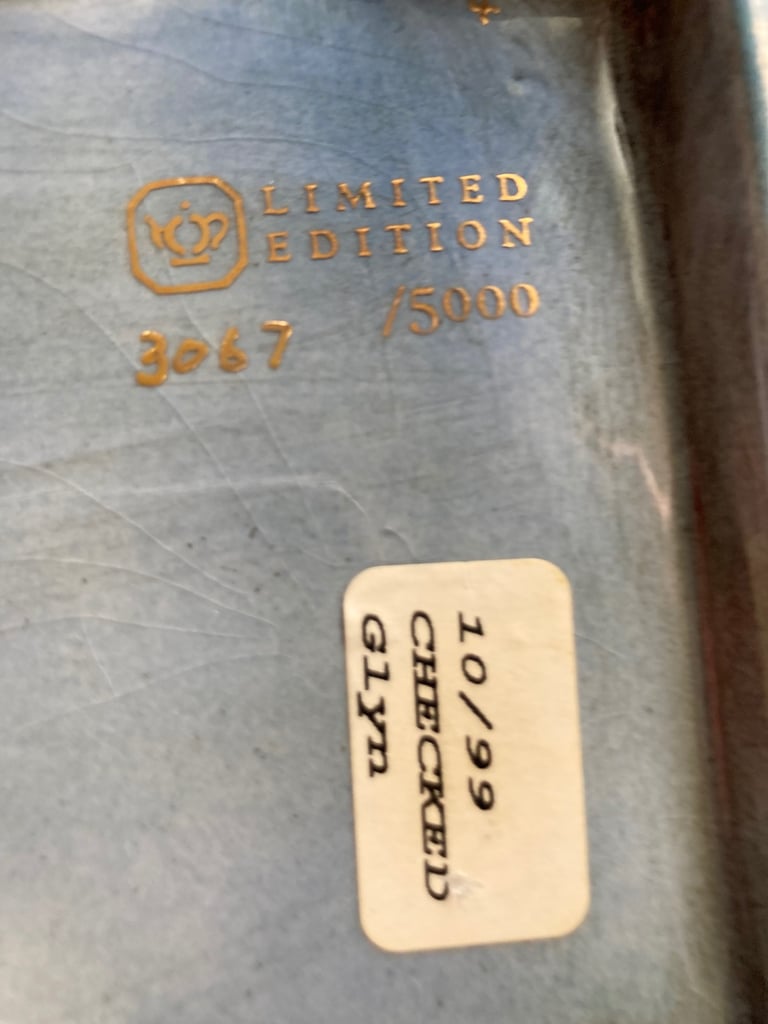 LIMITED
EDITION
3067 /5000
10/99
CHECKED
Glyn